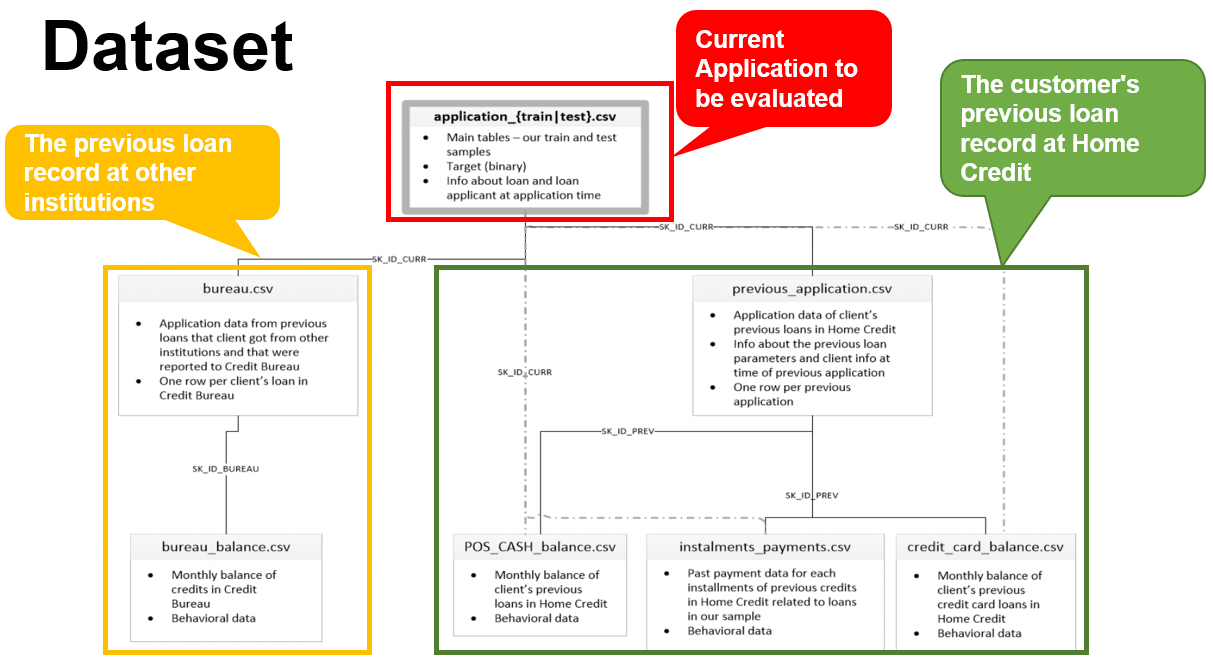 Dataset
Current
Application to
be evaluated
The customer's
previous loan
record at Home
Credit
The previous loan
record at other
institutions
application_{train|test}.csv
• Main tables – our train and test
samples
• Target (binary)
• Info about loan and loan
applicant at application time
SK_ID_CURR
SK_ID_CURR
SK_ID_CURR
bureau.csv
• Application data from previous
loans that client got from other
institutions and that were
reported to Credit Bureau
• One row per client's loan in
Credit Bureau
previous_application.csv
• Application data of client's
previous loans in Home Credit
• Info about the previous loan
parameters and client info at
time of previous application
• One row per previous
application
SK_ID_CURR
SK_ID_PREV
SK_ID_BUREAU
SK_ID_PREV
bureau_balance.csv
• Monthly balance of
credits in Credit
Bureau
• Behavioral data
POS_CASH_balance.csv
• Monthly balance of
client's previous
loans in Home Credit
• Behavioral data
instalments_payments.csv
• Past payment data for each
installments of previous credits
in Home Credit related to loans
in our sample
• Behavioral data
credit_card_balance.csv
• Monthly balance of
client's previous
credit card loans in
Home Credit
• Behavioral data